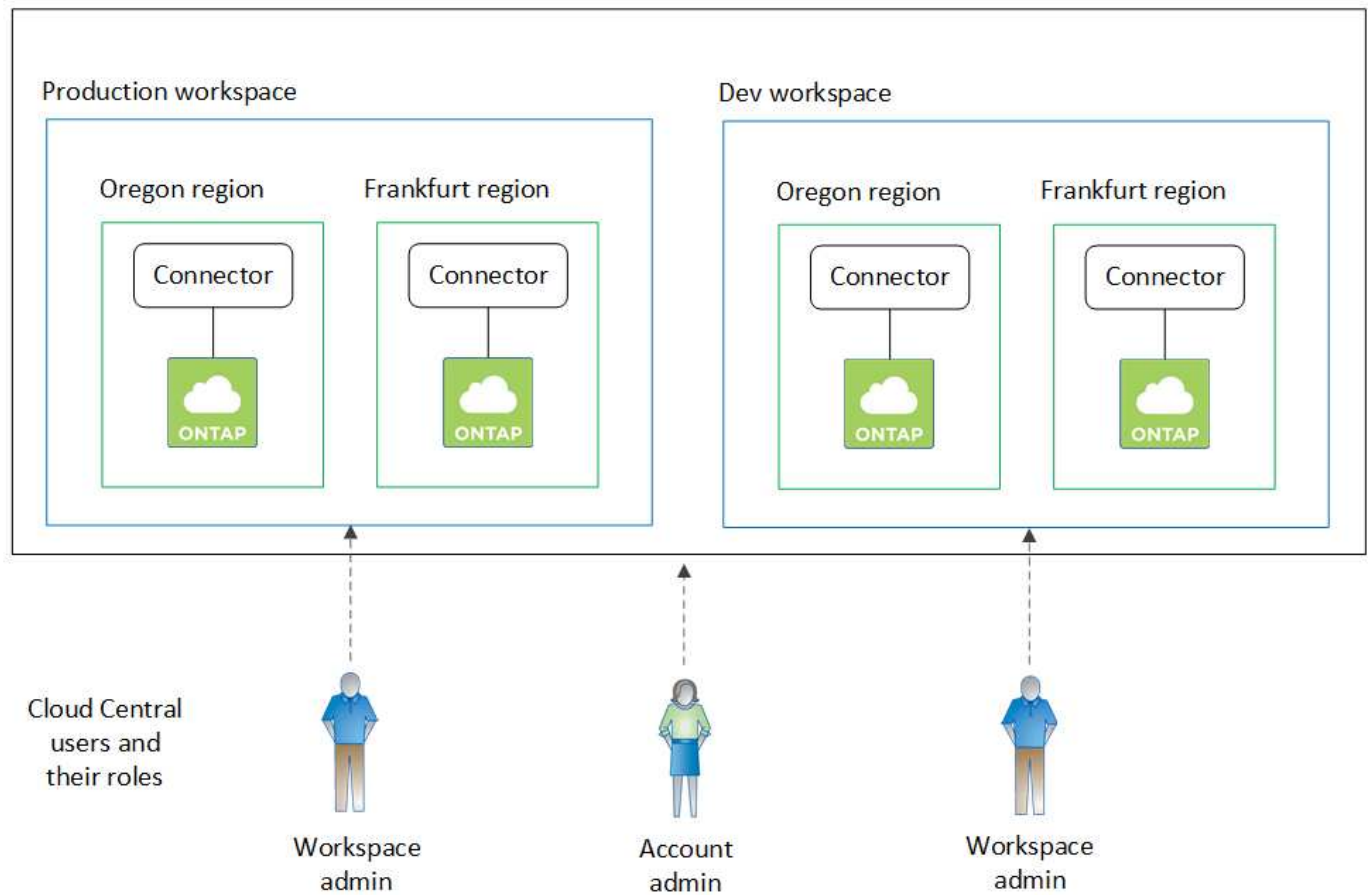 Production workspace
Dev workspace
Oregon region
Frankfurt region
Oregon region
Frankfurt region
Connector
Connector
Connector
Connector
ONTAP
ONTAP
ONTAP
ONTAP
Cloud Central
users and
their roles
Workspace
admin
Account
admin
Workspace
admin